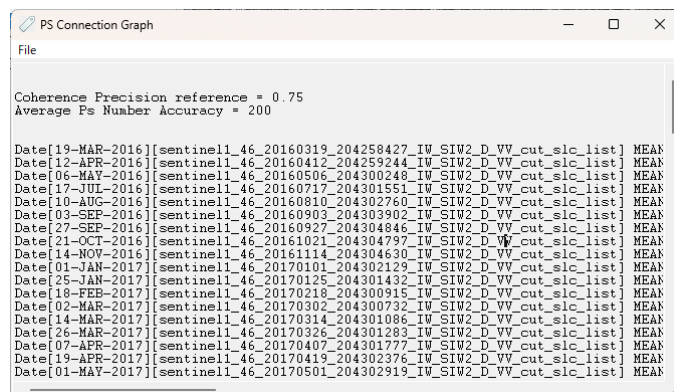 PS Connection Graph
File
Coherence Precision reference = 0.75
Average Ps Number Accuracy = 200
Date[19-MAR-2016][sentinel1_46_20160319_204258427_IW_SIW2_D_VV_cut_slc_list] MEAN
Date[12-APR-2016][sentinel1_46_20160412_204259244_IW_SIW2_D_VV_cut_slc_list] MEAN
Date[06-MAY-2016][sentinel1_46_20160506_204300248_IW_SIW2_D_VV_cut_slc_list] MEAN
Date[17-JUL-2016][sentinel1_46_20160717_204301551_IW_SIW2_D_VV_cut_slc_list] MEAN
Date[10-AUG-2016][sentinel1_46_20160810_204302760_IW_SIW2_D_VV_cut_slc_list] MEAN
Date[03-SEP-2016][sentinel1_46_20160903_204303902_IW_SIW2_D_VV_cut_slc_list] MEAN
Date[27-SEP-2016][sentinel1_46_20160927_204304846_IW_SIW2_D_VV_cut_slc_list] MEAN
Date[21-OCT-2016][sentinel1_46_20161021_204304797_IW_SIW2_D_VV_cut_slc_list] MEAN
Date[14-NOV-2016][sentinel1_46_20161114_204304630_IW_SIW2_D_VV_cut_slc_list] MEAN
Date[01-JAN-2017][sentinel1_46_20170101_204302129_IW_SIW2_D_VV_cut_slc_list] MEAN
Date[25-JAN-2017][sentinel1_46_20170125_204301432_IW_SIW2_D_VV_cut_slc_list] MEAN
Date[18-FEB-2017][sentinel1_46_20170218_204300915_IW_SIW2_D_VV_cut_slc_list] MEAN
Date[02-MAR-2017][sentinel1_46_20170302_204300732_IW_SIW2_D_VV_cut_slc_list] MEAN
Date[14-MAR-2017][sentinel1_46_20170314_204301086_IW_SIW2_D_VV_cut_slc_list] MEAN
Date[26-MAR-2017][sentinel1_46_20170326_204301283_IW_SIW2_D_VV_cut_slc_list] MEAN
Date[07-APR-2017][sentinel1_46_20170407_204301777_IW_SIW2_D_VV_cut_slc_list] MEAN
Date[19-APR-2017][sentinel1_46_20170419_204302376_IW_SIW2_D_VV_cut_slc_list] MEAN
Date[01-MAY-2017][sentinel1_46_20170501_204302919_IW_SIW2_D_VV_cut_slc_list] MEAN